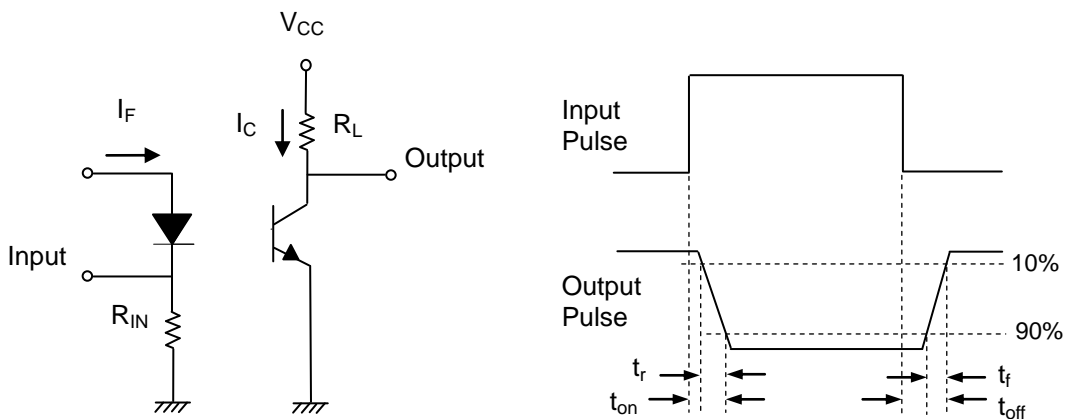 V_CC
I_F
I_C
R_L
Output
Input
R_IN
Input
Pulse
10%
Output
Pulse
90%
t_r
t_f
t_on
t_off